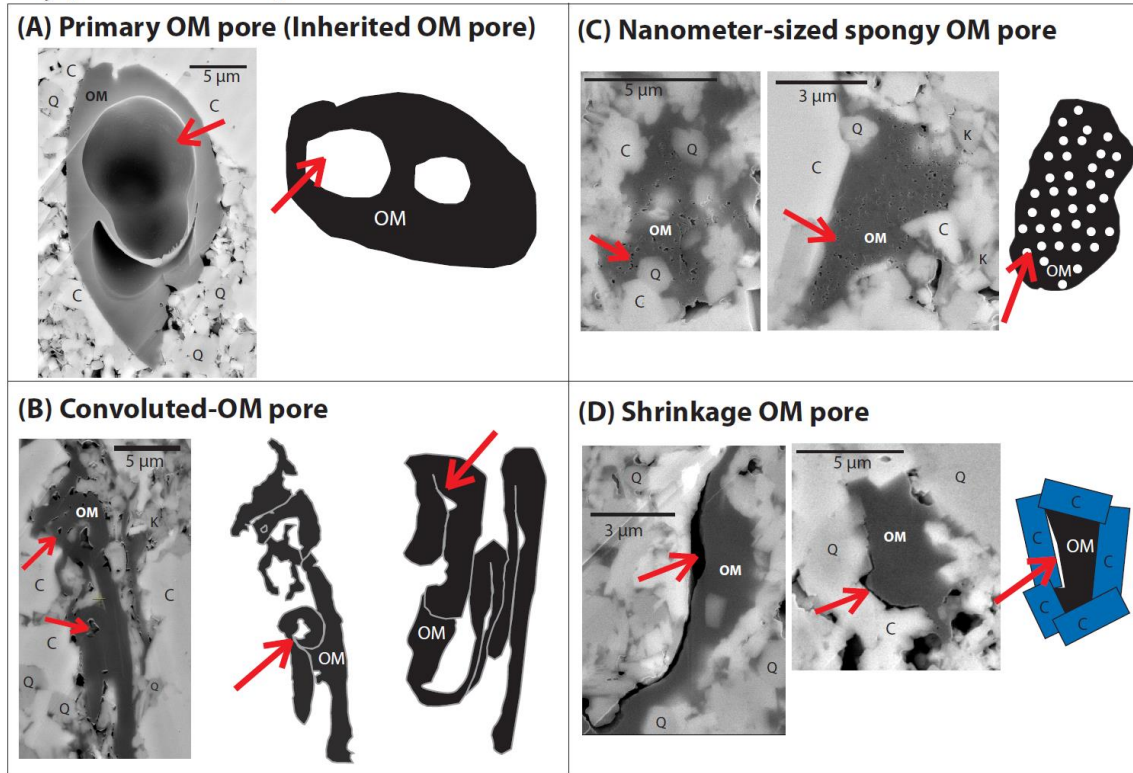 (A) Primary OM pore (Inherited OM pore)
5 µm
C
Q
OM
C
C
Q
Q
OM
(B) Convoluted-OM pore
5 µm
OM
K
C
C
C
Q
Q
OM
OM
(C) Nanometer-sized spongy OM pore
5 µm
C
Q
OM
Q
C
3 µm
Q
K
C
OM
C
K
OM
(D) Shrinkage OM pore
Q
3 µm
OM
Q
Q
5 µm
Q
OM
Q
C
C
C
OM
C
C
C